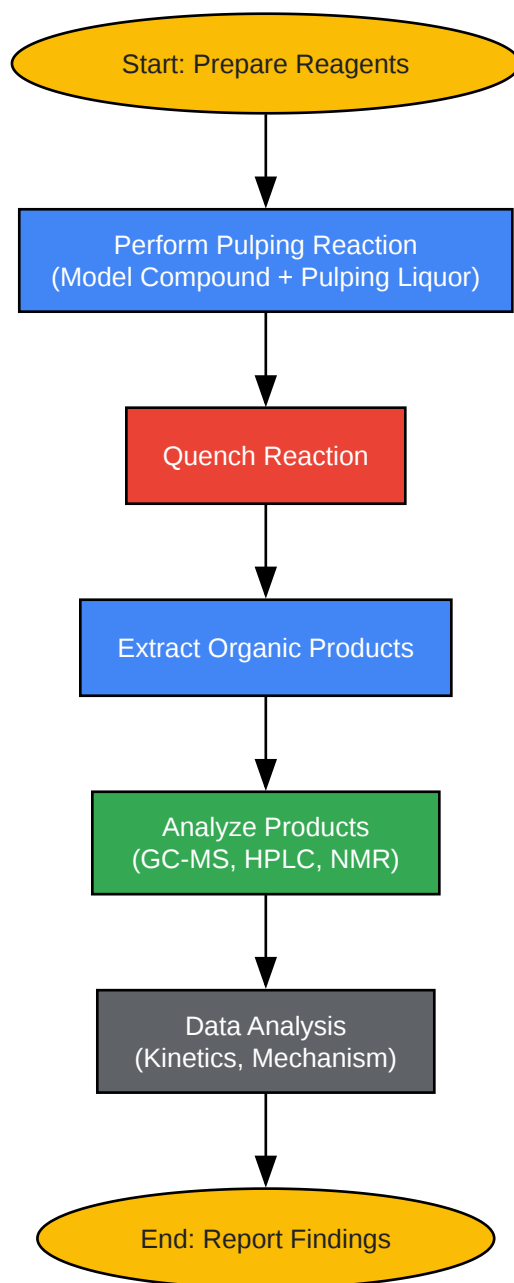 Start: Prepare Reagents
Perform Pulping Reaction
(Model Compound + Pulping Liquor)
Quench Reaction
Extract Organic Products
Analyze Products
(GC-MS, HPLC, NMR)
Data Analysis
(Kinetics, Mechanism)
End: Report Findings